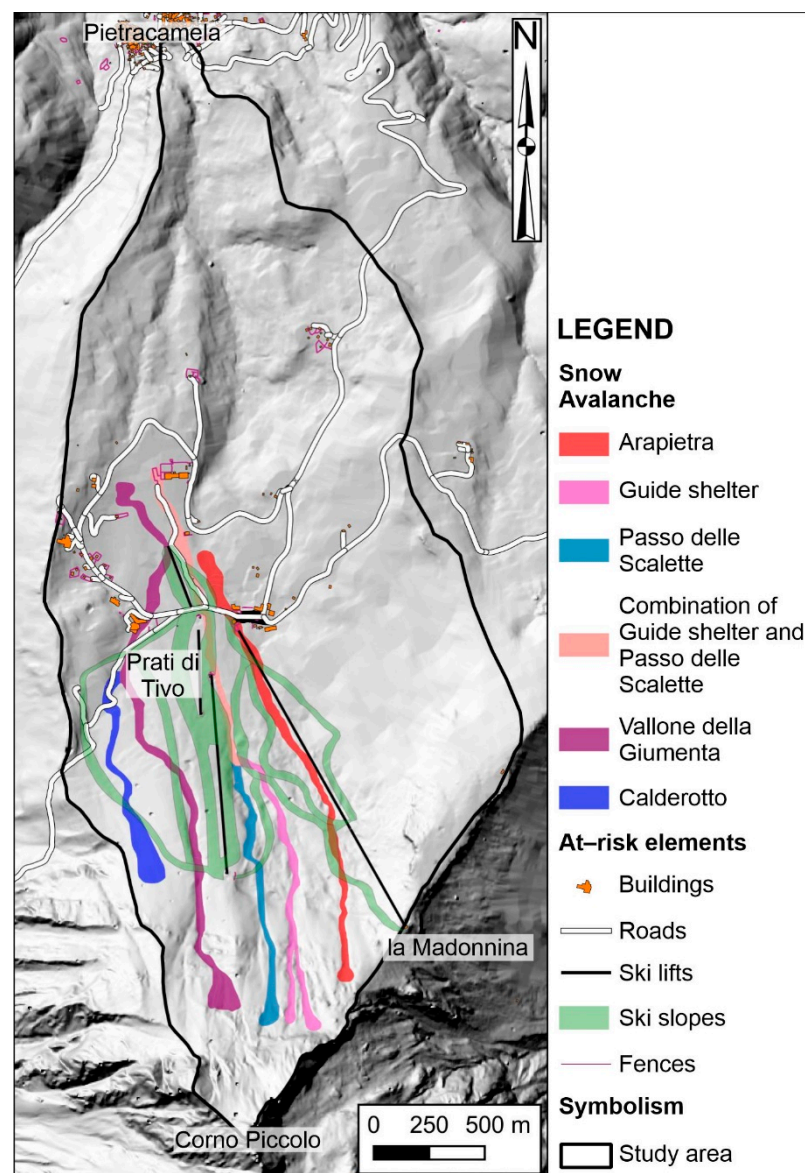 Pietracamela
N
Prati di
Tivo
la Madonnina
Corno Piccolo
0 250 500 m
LEGEND
Snow
Avalanche
Arapietra
Guide shelter
Passo delle
Scalette
Combination of
Guide shelter and
Passo delle
Scalette
Vallone della
Giumenta
Calderotto
At–risk elements
Buildings
Roads
Ski lifts
Ski slopes
Fences
Symbolism
Study area